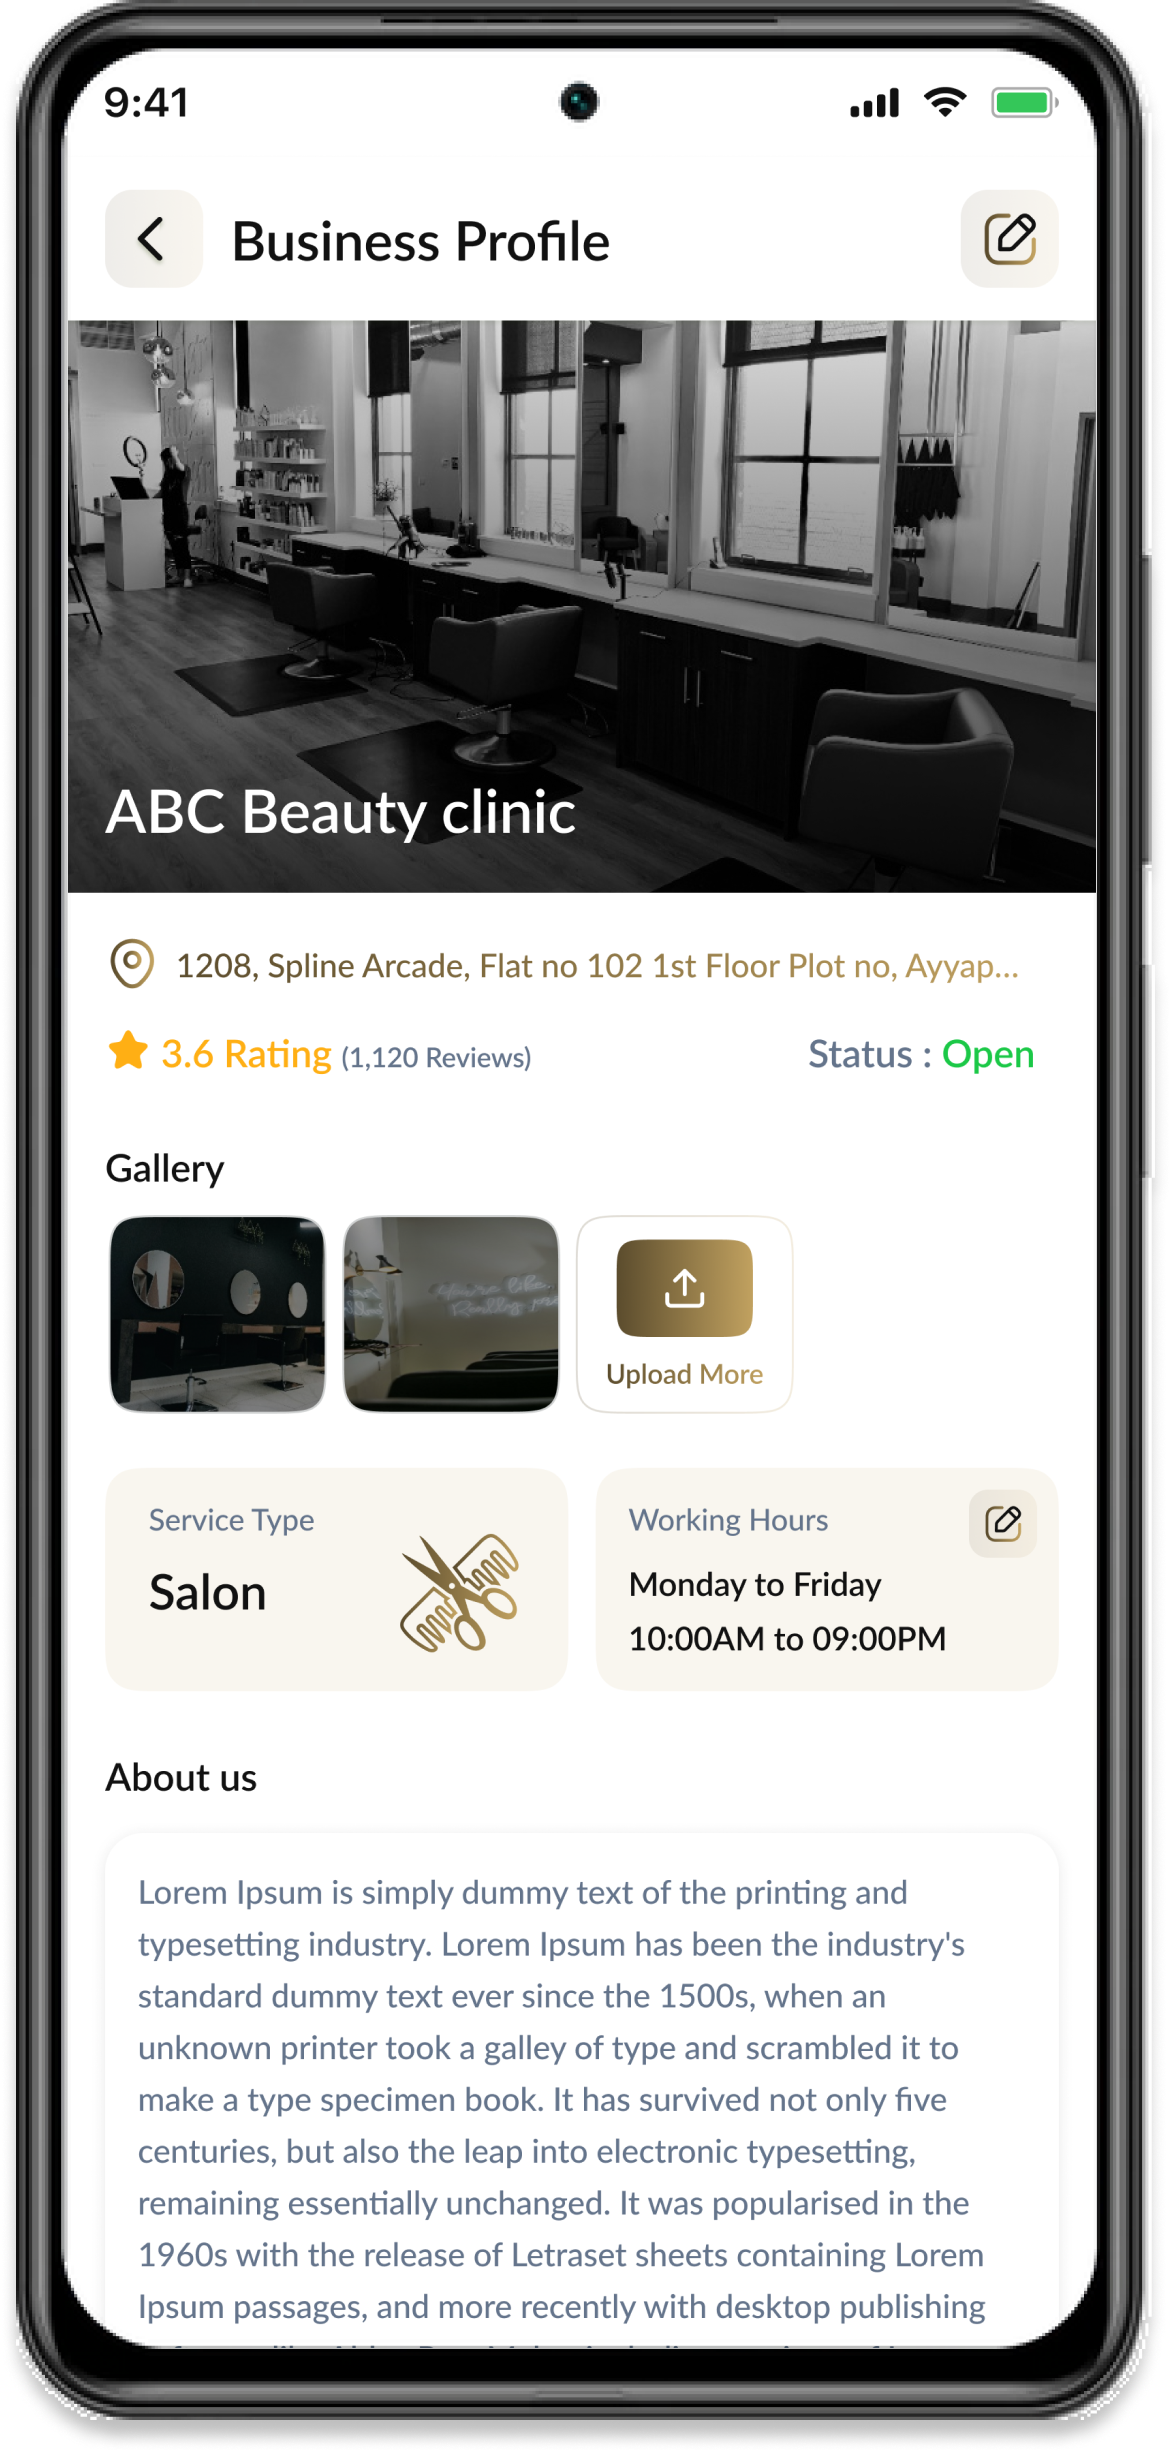 9:41
Business Profile
ABC Beauty clinic
1208, Spline Arcade, Flat no 102 1st Floor Plot no, Ayyap...
3.6 Rating (1,120 Reviews)
Status : Open
Gallery
Upload More
Service Type
Salon
Working Hours
Monday to Friday
10:00AM to 09:00PM
About us
Lorem Ipsum is simply dummy text of the printing and
typesetting industry. Lorem Ipsum has been the industry's
standard dummy text ever since the 1500s, when an
unknown printer took a galley of type and scrambled it to
make a type specimen book. It has survived not only five
centuries, but also the leap into electronic typesetting,
remaining essentially unchanged. It was popularised in the
1960s with the release of Letraset sheets containing Lorem
Ipsum passages, and more recently with desktop publishing